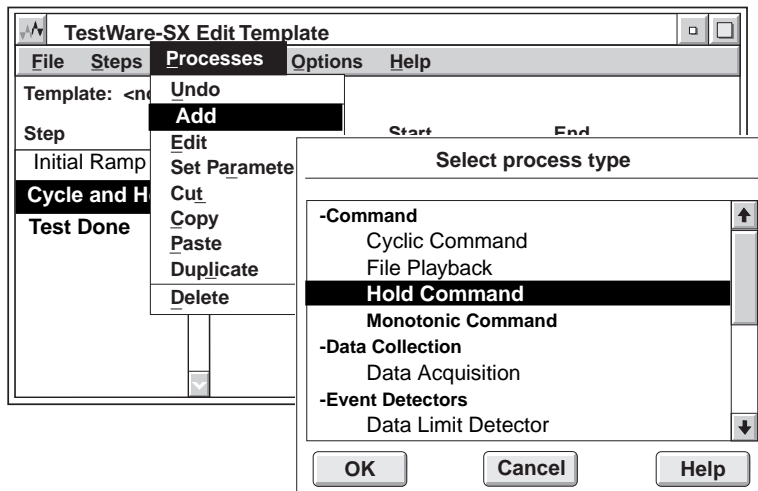 TestWare-SX Edit Template
File Steps Processes Options Help
Template:
Undo
Add
Step
Start End
Edit
Initial Ramp
Set Paramete
Cycle and H
Cut
Test Done
Copy
Paste
Duplicate
Delete
Select process type
-Command
Cyclic Command
File Playback
Hold Command
Monotonic Command
-Data Collection
Data Acquisition
-Event Detectors
Data Limit Detector
OK Cancel Help